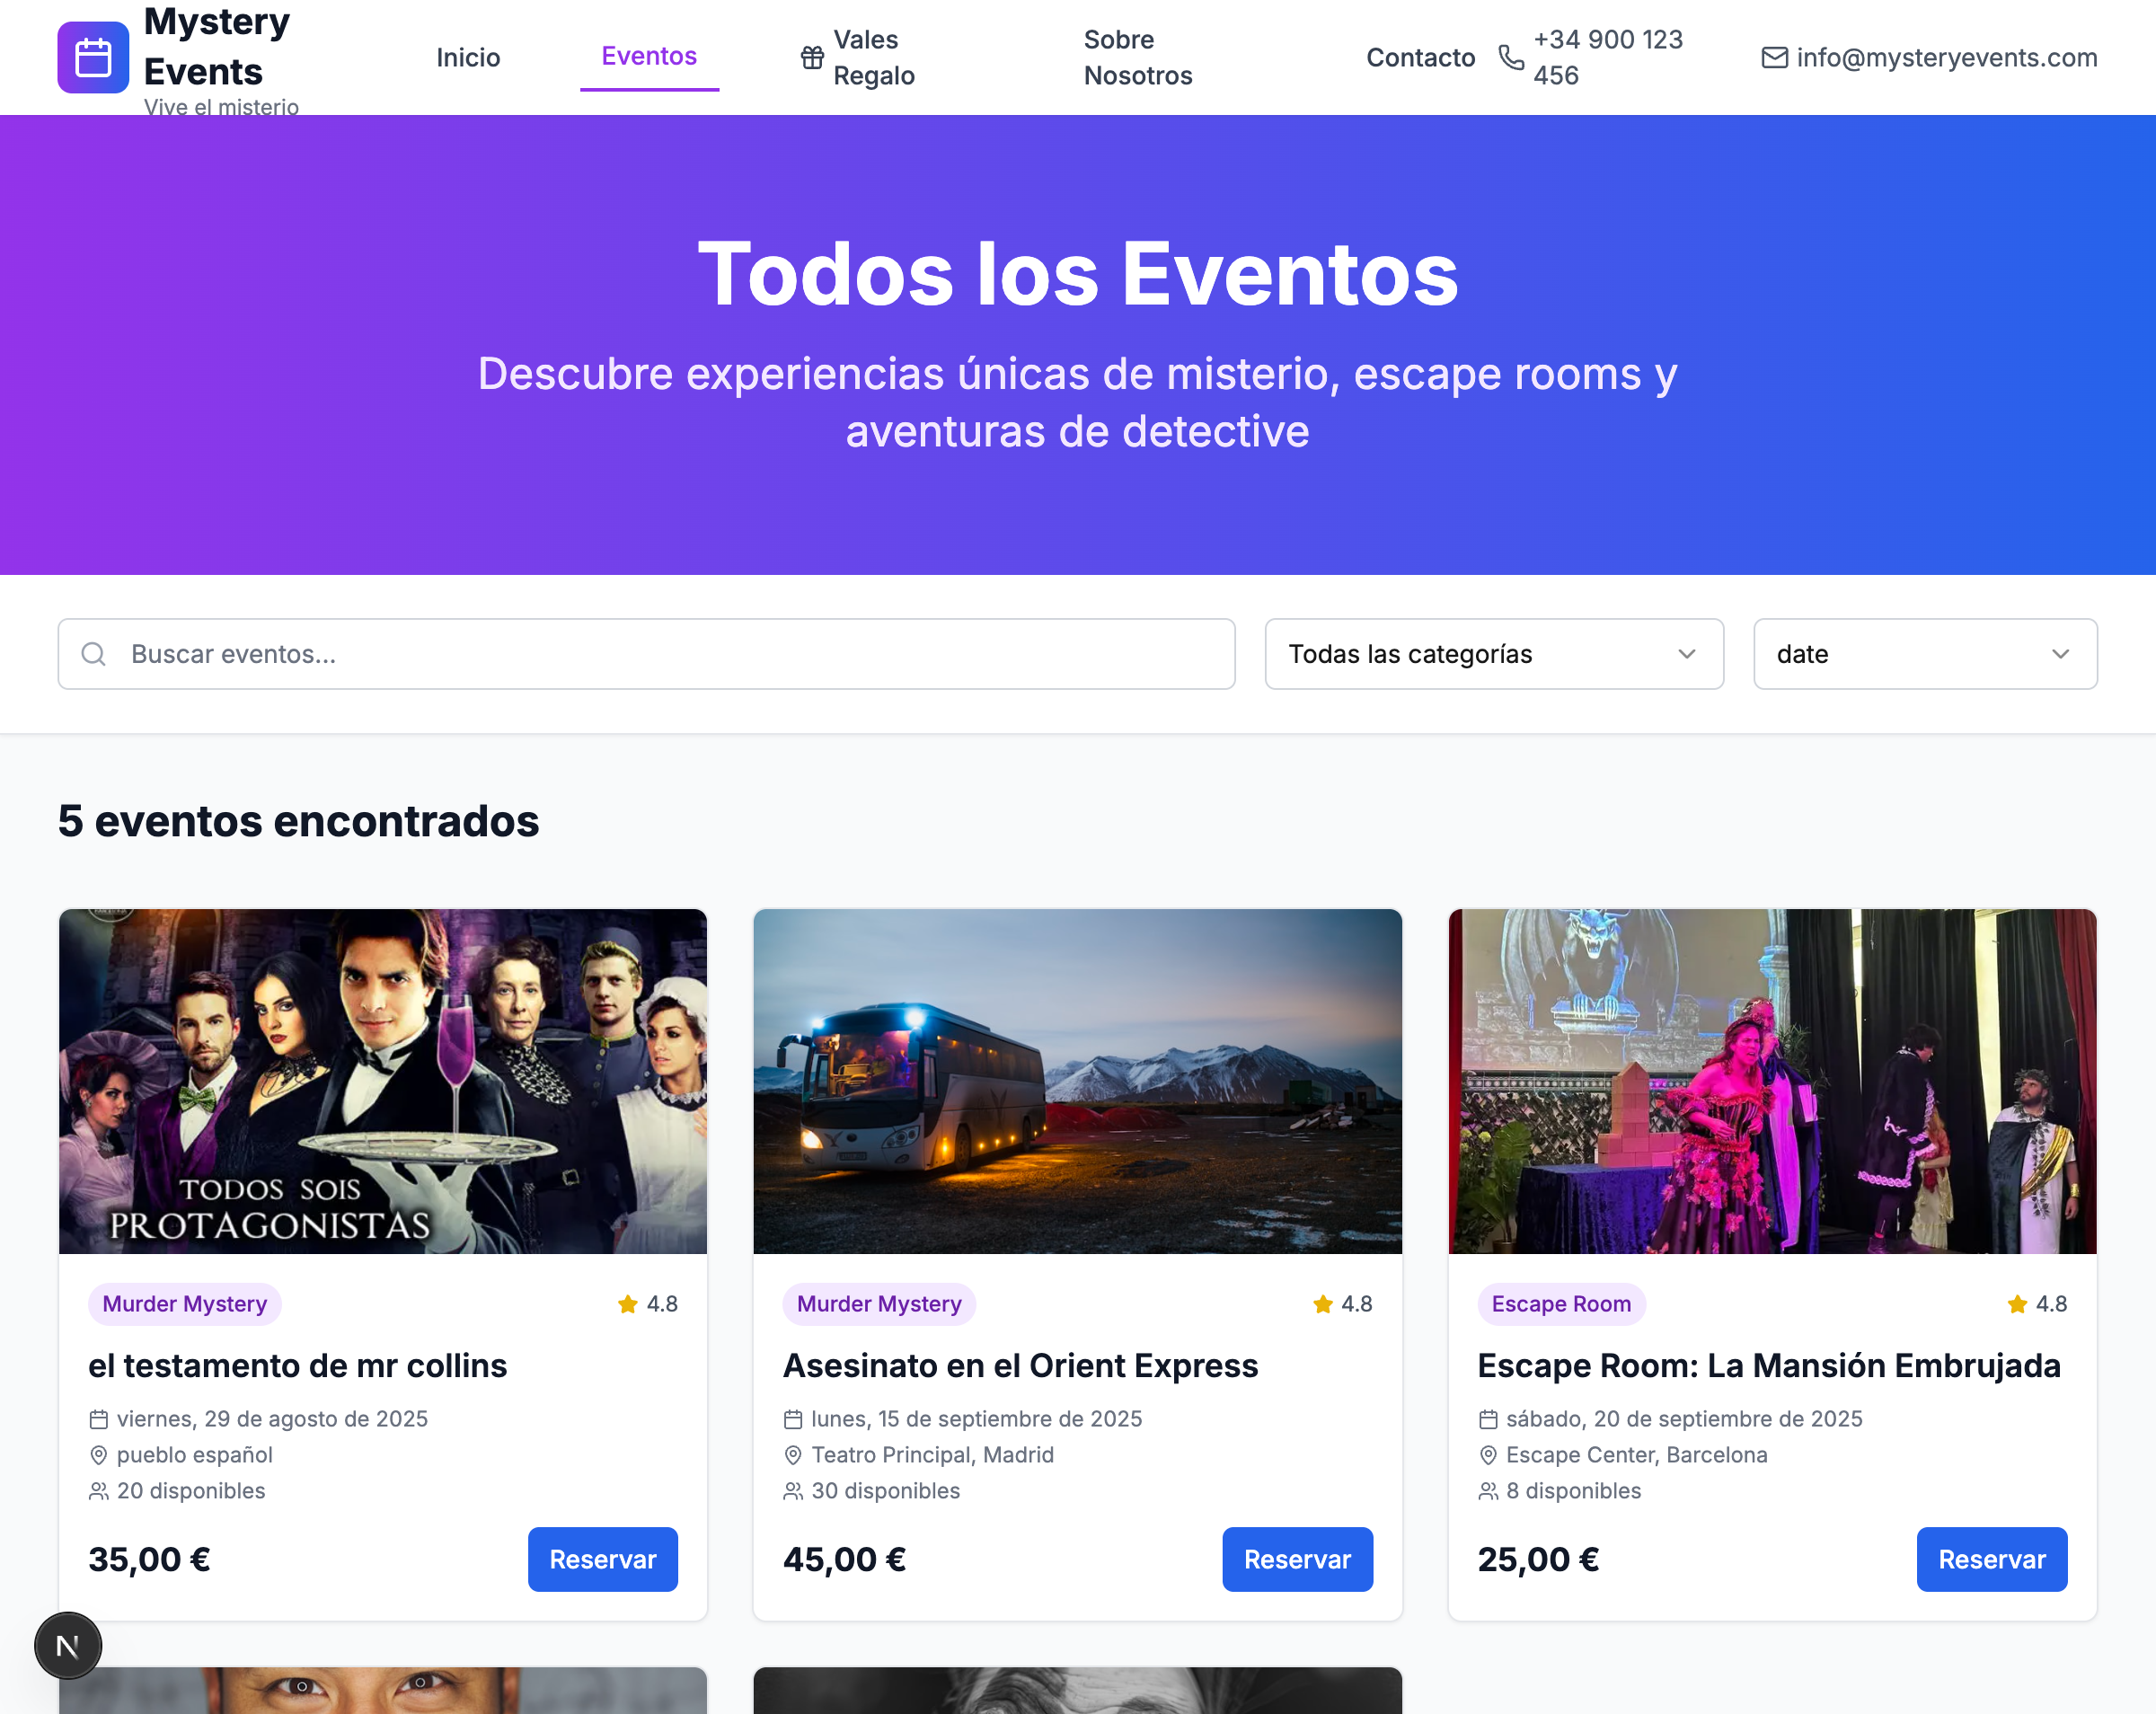 Mystery
Events
Vive el misterio
Inicio
Eventos
Vales
Regalo
Sobre
Nosotros
Contacto
+34 900 123
456
info@mysteryevents.com
Todos los Eventos
Descubre experiencias únicas de misterio, escape rooms y
aventuras de detective
Buscar eventos...
Todas las categorías
date
5 eventos encontrados
TODOS SOIS
PROTAGONISTAS
Murder Mystery
4.8
el testamento de mr collins
viernes, 29 de agosto de 2025
pueblo español
20 disponibles
35,00 €
Reservar
Murder Mystery
4.8
Asesinato en el Orient Express
lunes, 15 de septiembre de 2025
Teatro Principal, Madrid
30 disponibles
45,00 €
Reservar
Escape Room
4.8
Escape Room: La Mansión Embrujada
sábado, 20 de septiembre de 2025
Escape Center, Barcelona
8 disponibles
25,00 €
Reservar
N